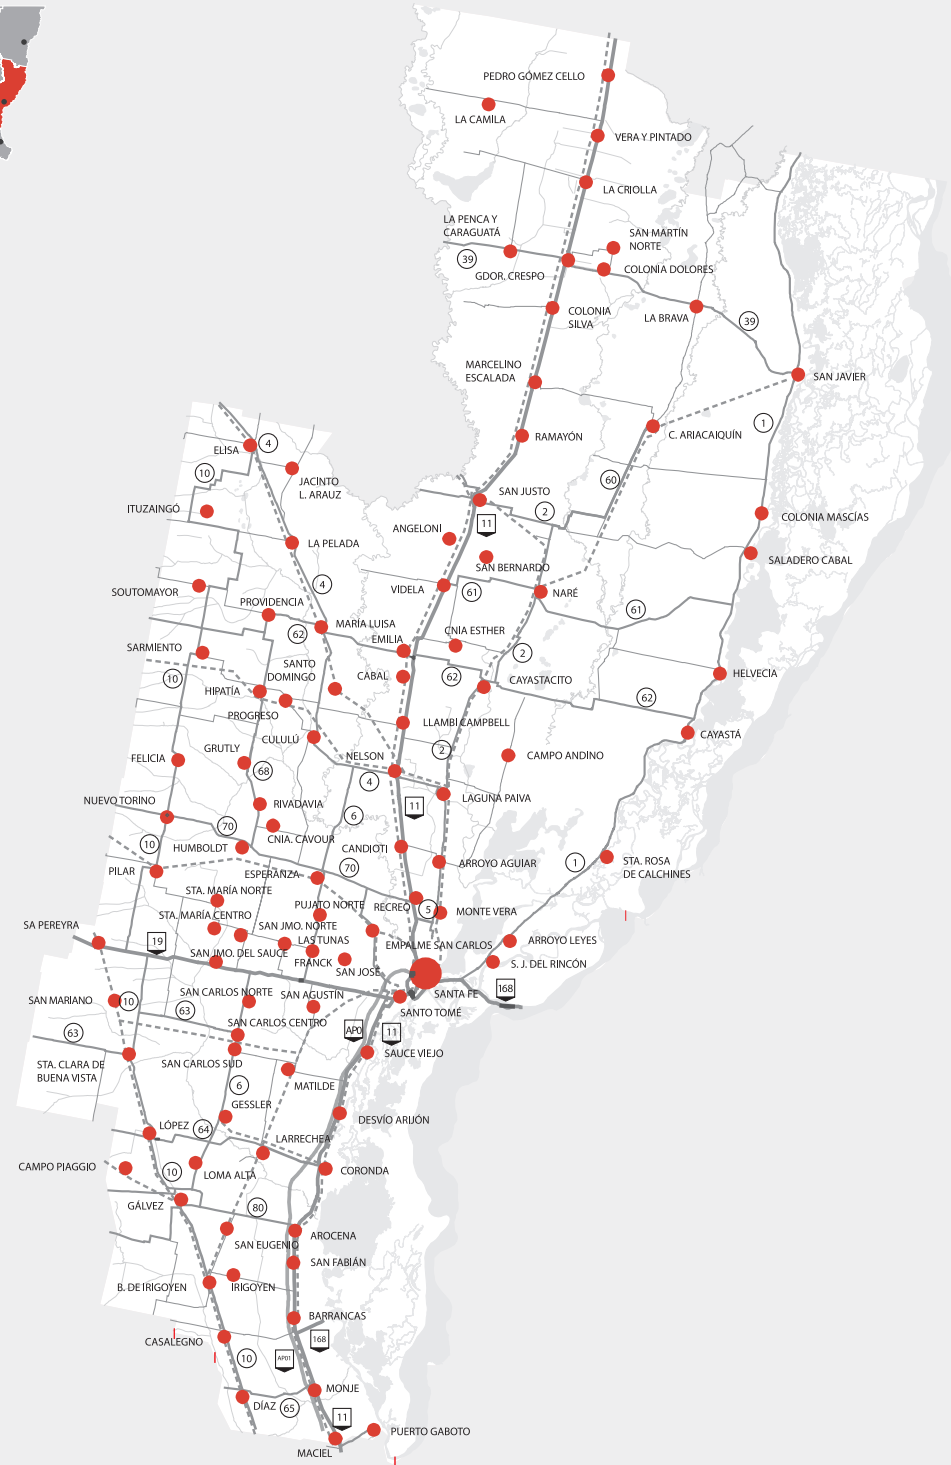 PEDRO GÓMEZ CELLO
LA CAMILA
VERA Y PINTADO
LA CRIOLLA
LA PENCA Y
CARAGUATÁ
SAN MARTÍN
NORTE
39
GDOR. CRESPO
COLONIA DOLORES
COLONIA
SILVA
LA BRAVA
39
MARCELINO
ESCALADA
SAN JAVIER
1
RAMAYÓN
C. ARIACAIQUÍN
ELISA
4
10
JACINTO
L. ARAUZ
60
SAN JUSTO
2
ITUZAINGÓ
11
COLONIA MASCÍAS
ANGELONI
LA PELADA
SAN BERNARDO
SALADERO CABAL
SOUTOMAYOR
4
VIDELA
61
NARÉ
PROVIDENCIA
61
62
MARÍA LUISA
EMILIA
CNÍA ESTHER
SARMIENTO
2
SANTO
DOMINGO
CABAL
62
CAYASTACITO
HELVECIA
10
HIPATÍA
62
PROGRESO
LLAMBI CAMPBELL
CULULÚ
CAYASTÁ
GRUTLY
2
FELICIA
NELSON
CAMPO ANDINO
68
4
NUEVO TORINO
RIVADAVIA
11
LAGUNA PAIVA
6
70
CNIA. CAVOUR
10
HUMBOLDT
CANDIOTI
70
ARROYO AGUIAR
1
STA. ROSA
DE CALCHINES
PILAR
ESPERANZA
STA. MARÍA NORTE
PUJATO NORTE
RECREO
5
MONTE VERA
STA. MARÍA CENTRO
SA PEREYRA
SAN JMO. NORTE
19
LAS TUNAS
EMPALME SAN CARLOS
ARROYO LEYES
SAN JMO. DEL SAUCE
FRANCK
SAN JOSÉ
S. J. DEL RINCÓN
168
SAN MARIANO
10
SAN CARLOS NORTE
SAN AGUSTÍN
SANTA FE
63
SANTO TOMÉ
SAN CARLOS CENTRO
63
AP0
11
SAUCE VIEJO
STA. CLARA DE
BUENA VISTA
SAN CARLOS SUD
6
MATILDE
GESSLER
DESVÍO ARIJÓN
LÓPEZ
64
LARRECHEA
CAMPO PIAGGIO
10
LOMA ALTA
CORONDA
GÁLVEZ
80
SAN EUGENIO
AROCENA
SAN FABIÁN
B. DE IRIGOYEN
IRIGOYEN
BARRANCAS
CASALEGNO
168
10
AP01
MONJE
DÍAZ
65
11
PUERTO GABOTO
MACIEL